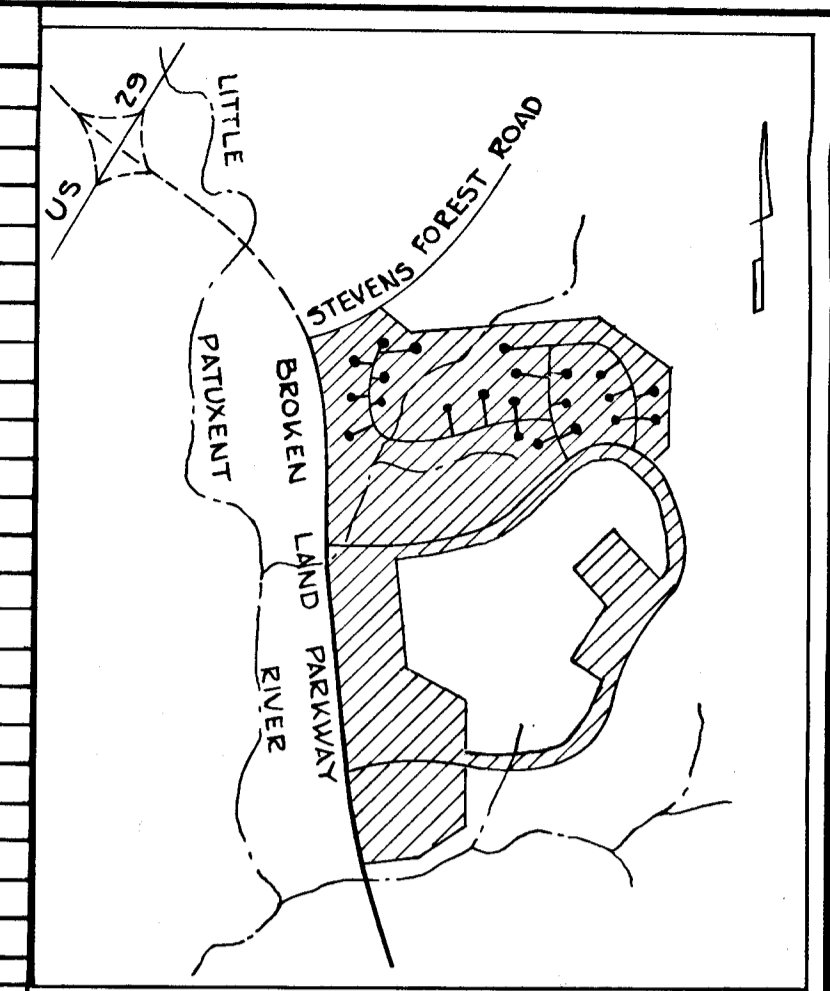 US 29
LITTLE
PATUXENT
RIVER
STEVENS FOREST ROAD
BROKEN LAND PARKWAY